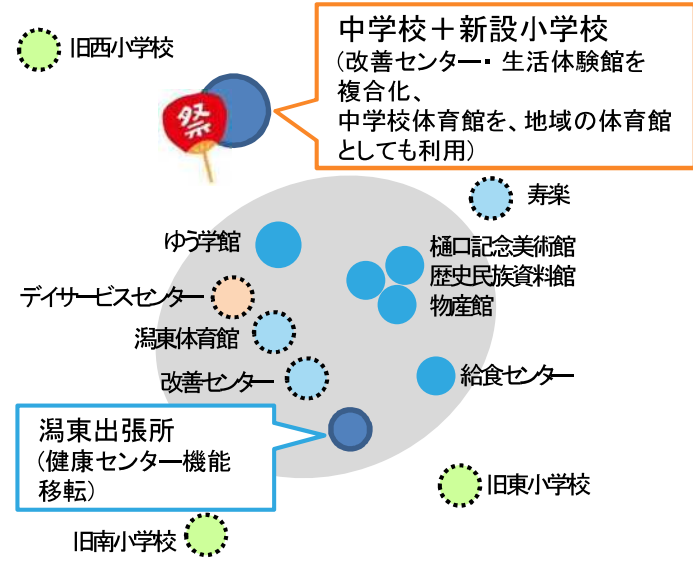 中学校＋新設小学校
(改善センター・ 生活体験館を
複合化、
中学校体育館を、地域の体育館
としても利用)
旧西小学校
祭
寿楽
ゆう学館
樋口記念美術館
歴史民族資料館
物産館
デイサービスセンター
潟東体育館
改善センター
給食センター
潟東出張所
(健康センター機能
移転)
旧東小学校
旧南小学校